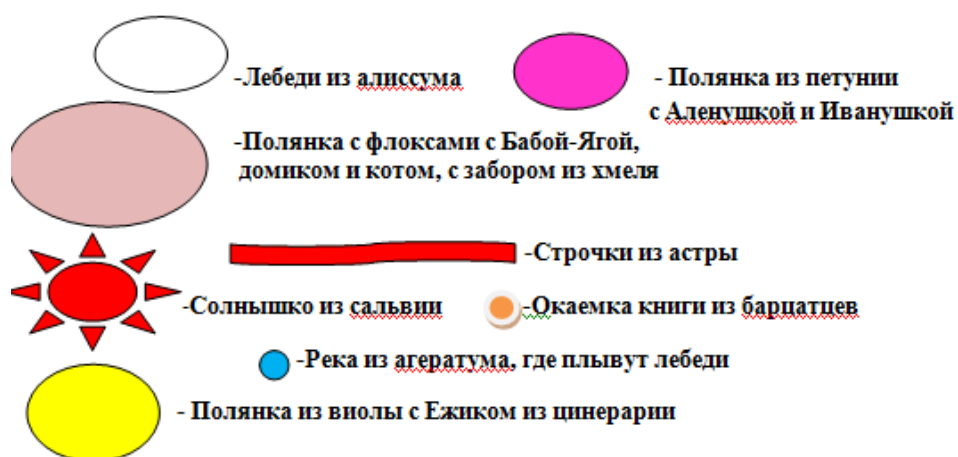 -Лебеди из алиссума
- Полянка из петунии
с Аленушкой и Иванушкой
-Полянка с флоксами с Бабой-Ягой,
домиком и котом, с забором из хмеля
-Строчки из астры
-Солнышко из сальвии
-Окаемка книги из барцатцев
-Река из агератума, где плывут лебеди
- Полянка из виолы с Ежиком из цинерарии